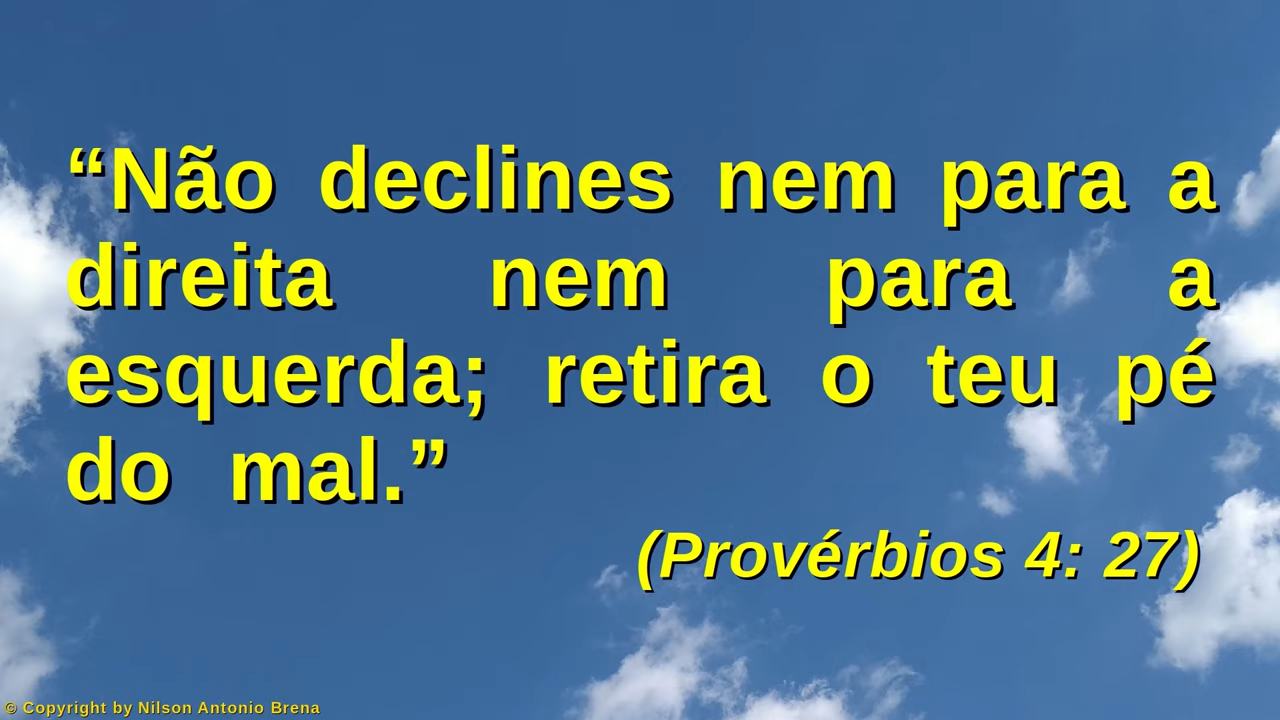 “Não declines nem para a
direita nem para a
esquerda; retira o teu pé
do mal.”
(Provérbios 4: 27)
© Copyright by Nilson Antonio Brena